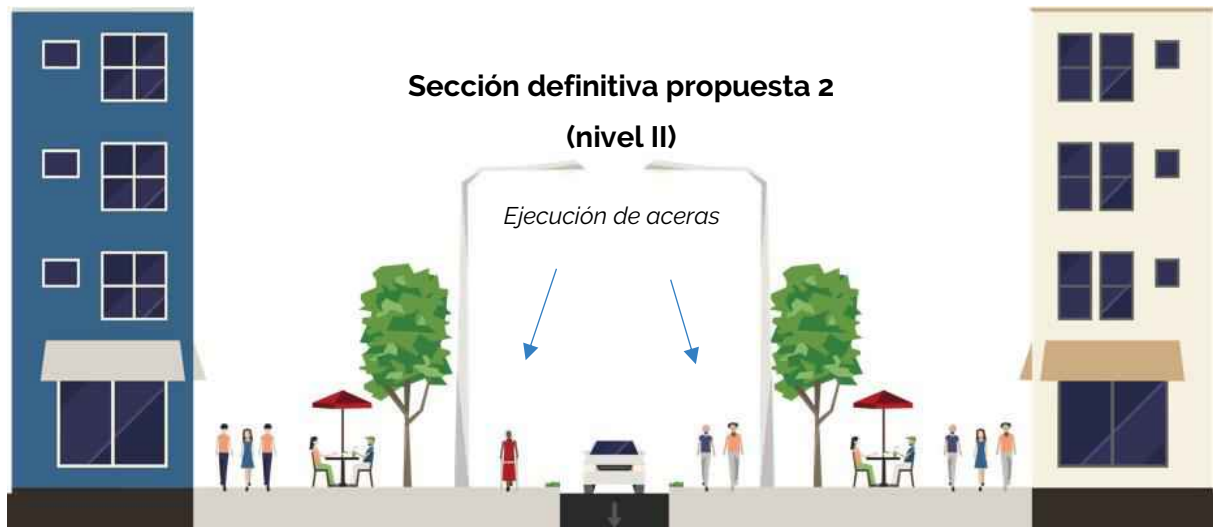 Sección definitiva propuesta 2
(nivel II)
Ejecución de aceras